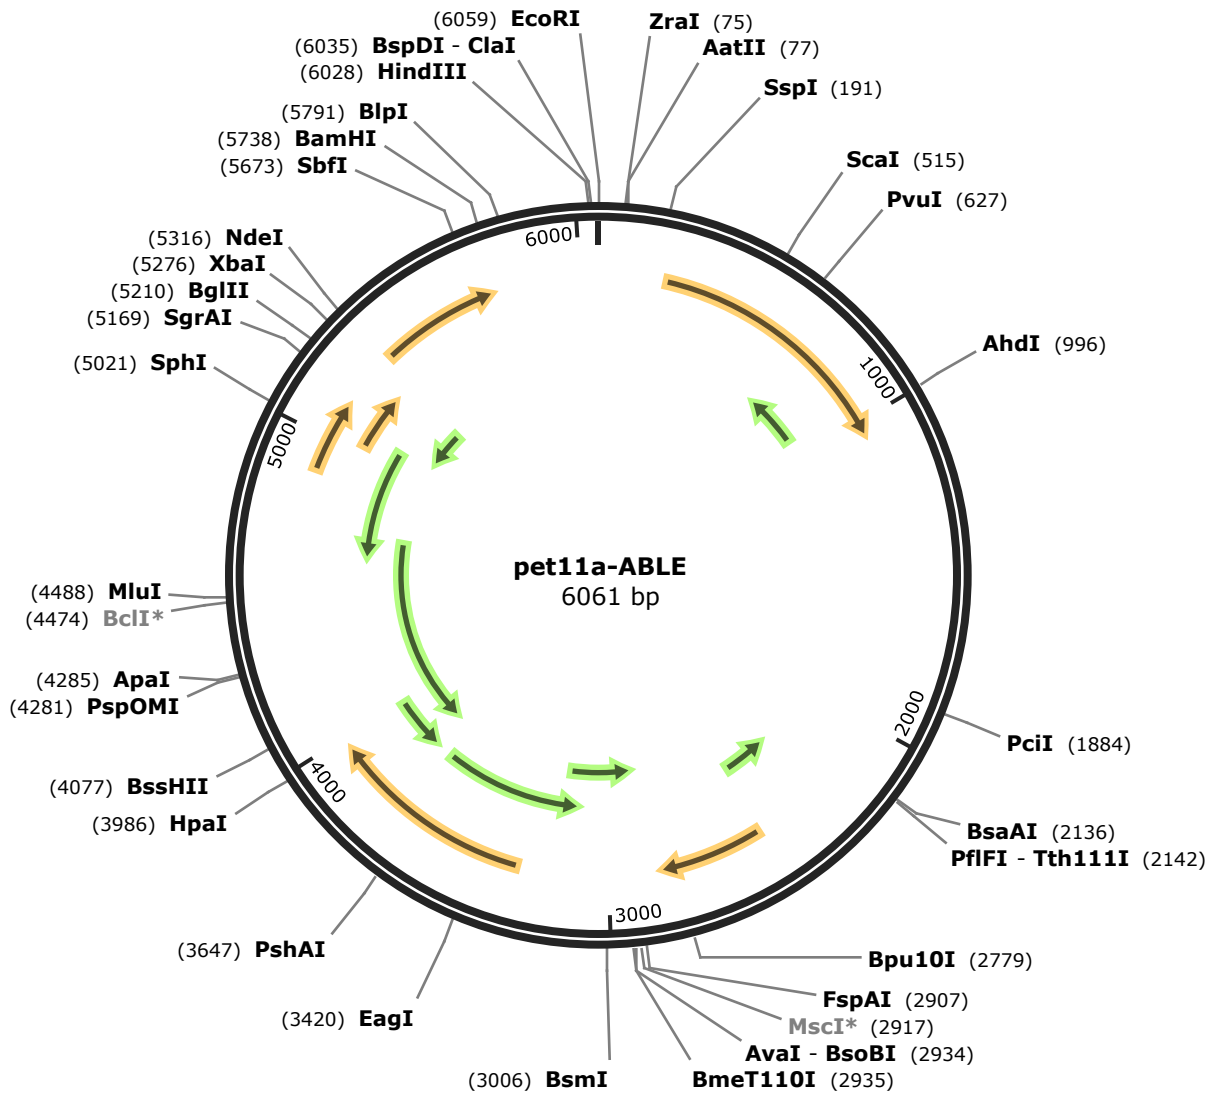 (6059) EcoRI
ZraI (75)
(6035) BspDI - ClaI
AatII (77)
(6028) HindIII
SspI (191)
(5791) BlpI
(5738) BamHI
(5673) SbfI
ScaI (515)
PvuI (627)
6000
(5316) NdeI
(5276) XbaI
(5210) BglII
(5169) SgrAI
AhdI (996)
(5021) SphI
1000
5000
pet11a-ABLE
6061 bp
(4488) MluI
(4474) BclI*
(4285) ApaI
(4281) PspOMI
2000
PciI (1884)
(4077) BssHII
4000
(3986) HpaI
BsaAI (2136)
PflFI - Tth111I (2142)
3000
(3647) PshAI
Bpu10I (2779)
FspAI (2907)
(3420) EagI
MscI* (2917)
AvaI - BsoBI (2934)
(3006) BsmI
BmeT110I (2935)